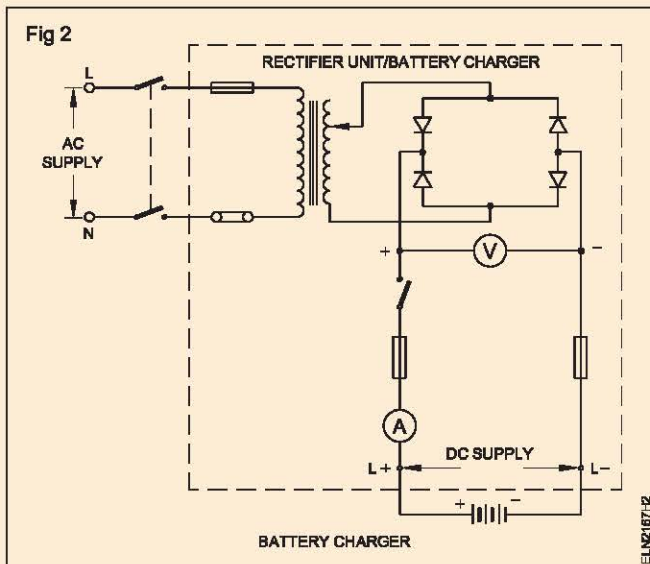 Fig 2
RECTIFIER UNIT/BATTERY CHARGER
L
AC
SUPPLY
N
+
V
−
A
DC SUPPLY
L +
L −
+
−
BATTERY CHARGER
ELN2167H2